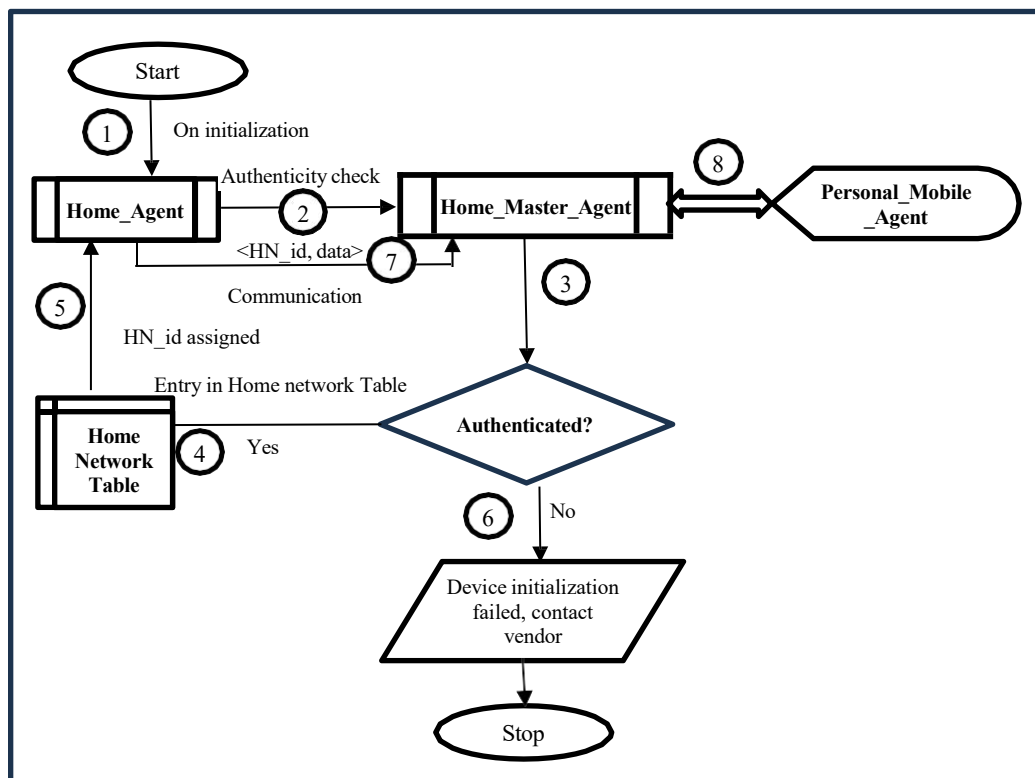 Start
1
On initialization
Authenticity check
8
Home_Agent
2
Home_Master_Agent
Personal_Mobile
_Agent
<HN_id, data>
7
3
Communication
5
HN_id assigned
Entry in Home network Table
Authenticated?
Home
Network
Table
4
Yes
6
No
Device initialization
failed, contact
vendor
Stop